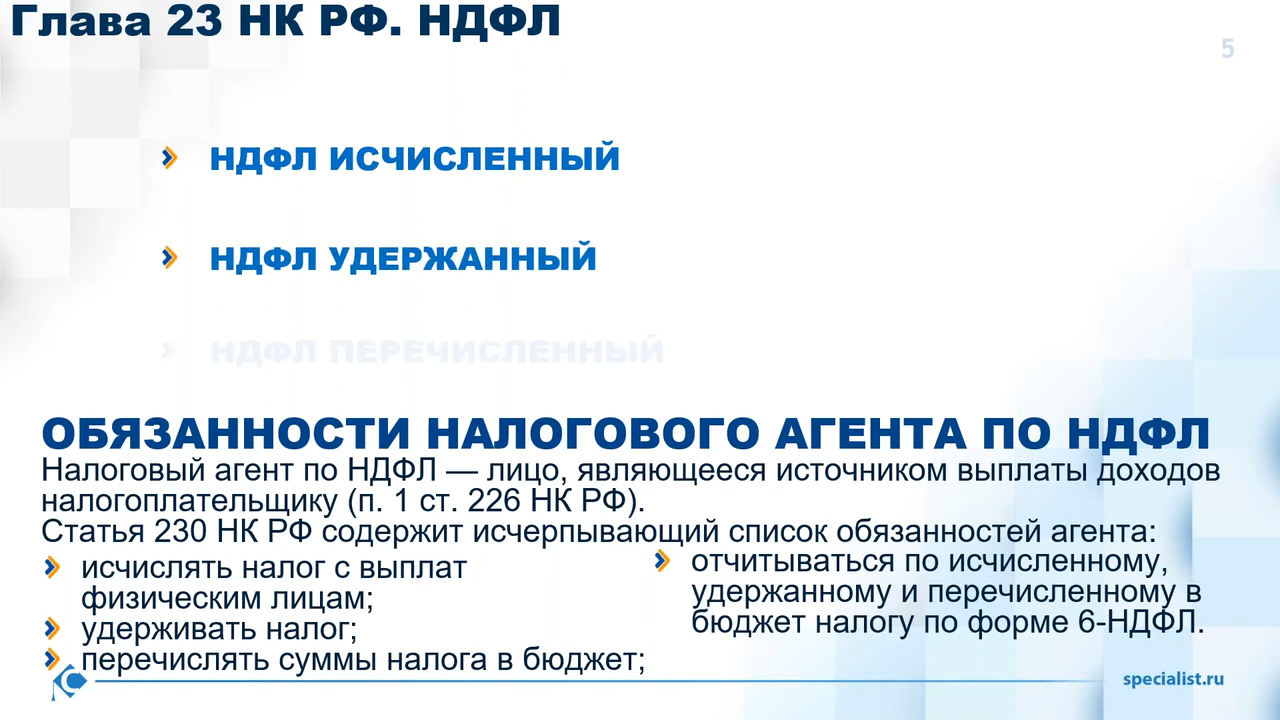 Глава 23 НК РФ. НДФЛ
5
НДФЛ ИСЧИСЛЕННЫЙ
НДФЛ УДЕРЖАННЫЙ
НДФЛ ПЕРЕЧИСЛЕННЫЙ
ОБЯЗАННОСТИ НАЛОГОВОГО АГЕНТА ПО НДФЛ
Налоговый агент по НДФЛ — лицо, являющееся источником выплаты доходов
налогоплательщику (п. 1 ст. 226 НК РФ).
Статья 230 НК РФ содержит исчерпывающий список обязанностей агента:
исчислять налог с выплат
физическим лицам;
удерживать налог;
перечислять суммы налога в бюджет;
отчитываться по исчисленному,
удержанному и перечисленному в
бюджет налогу по форме 6-НДФЛ.
specialist.ru